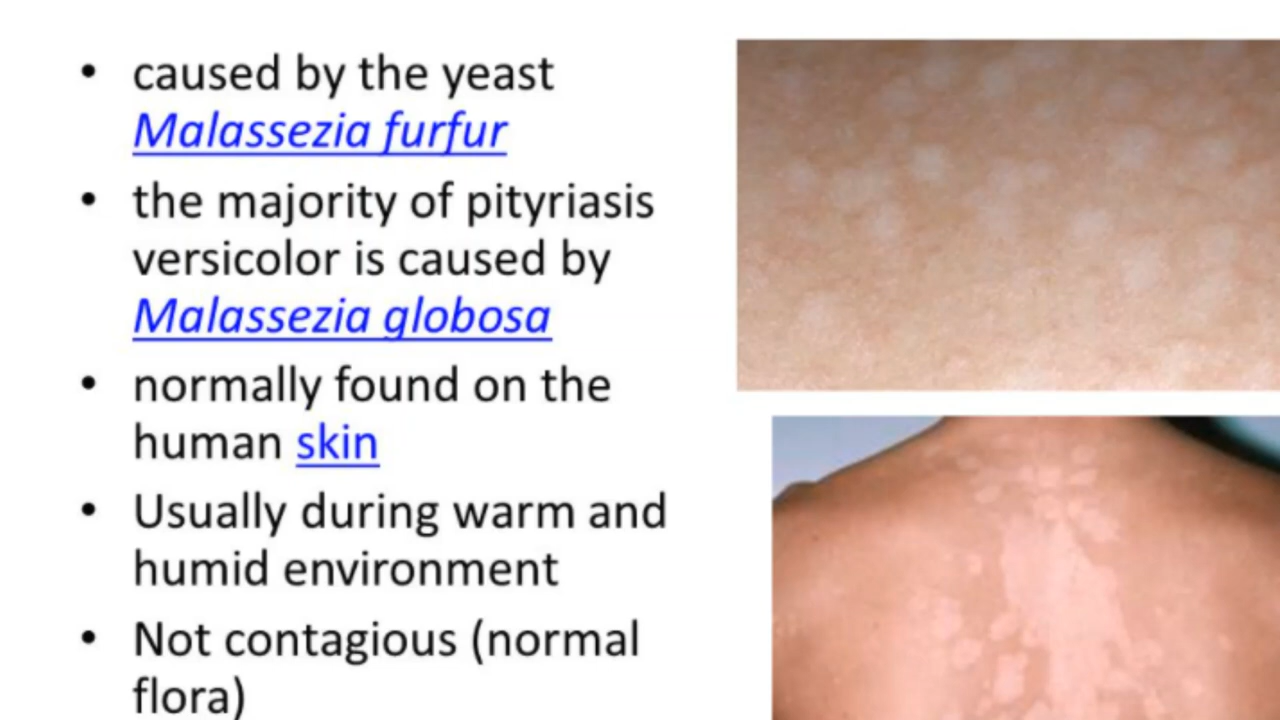 • caused by the yeast
Malassezia furfur
• the majority of pityriasis
versicolor is caused by
Malassezia globosa
• normally found on the
human skin
• Usually during warm and
humid environment
• Not contagious (normal
flora)